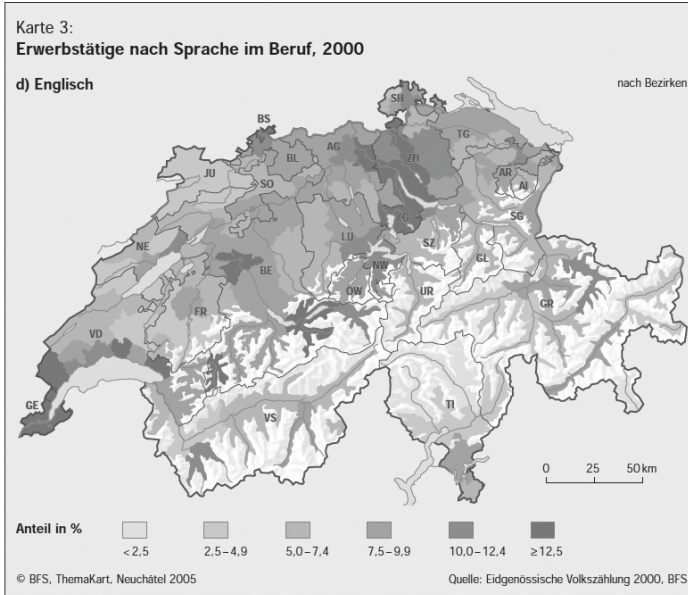 Karte 3:
Erwerbstätige nach Sprache im Beruf, 2000
d) Englisch
nach Bezirken
SH
BS
TG
BL
AG
ZH
JU
SO
AR
AI
ZG
SG
LU
SZ
NE
NW
GL
BE
OW
UR
GR
FR
VD
GE
TI
VS
0 25 50 km
Anteil in %
< 2,5 2,5–4,9 5,0–7,4 7,5–9,9 10,0–12,4 ≥12,5
© BFS, ThemaKart, Neuchâtel 2005
Quelle: Eidgenössische Volkszählung 2000, BFS